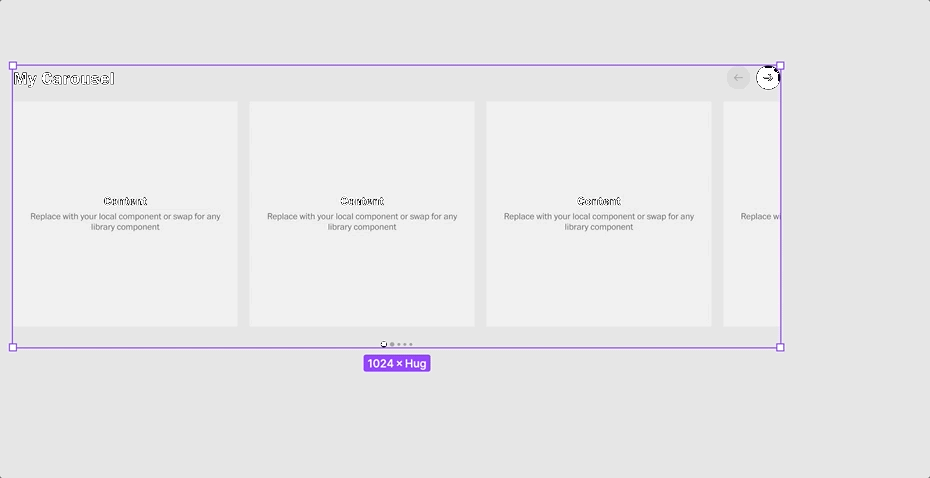 My Carousel
Content
Replace with your local component or swap for any
library component
Content
Replace with your local component or swap for any
library component
Content
Replace with your local component or swap for any
library component
Replace
1024 × Hug